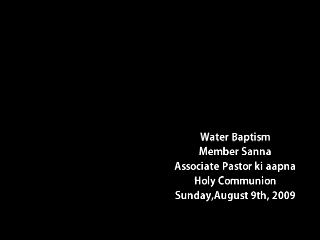 Water Baptism
Member Sanna
Associate Pastor ki aapna
Holy Communion
Sunday,August 9th, 2009